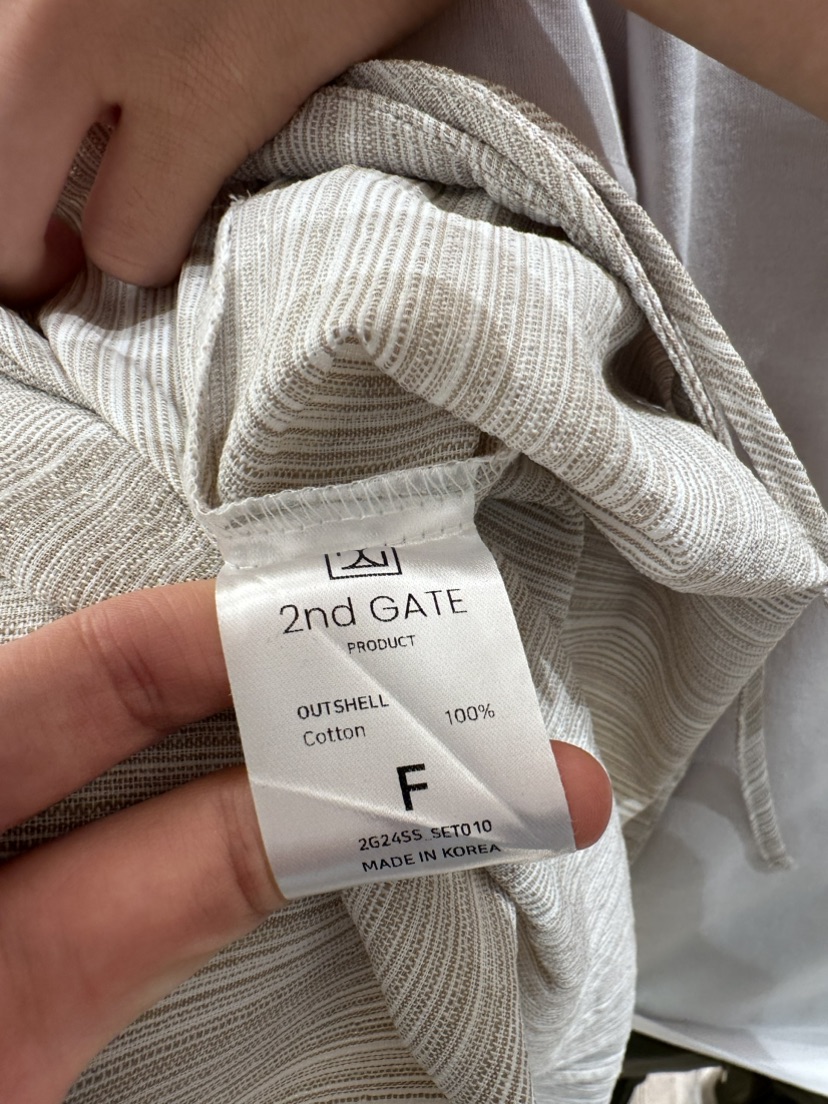 2nd GATE
PRODUCT
OUTSHELL
Cotton 100%
F
2G24SS_SET010
MADE IN KOREA